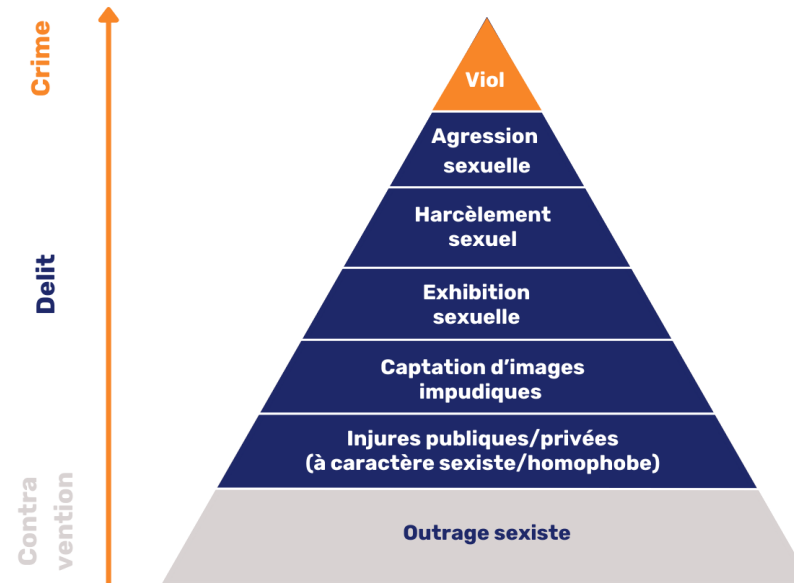 Crime
Delit
Contra
vention
Viol
Agression
sexuelle
Harcèlement
sexuel
Exhibition
sexuelle
Captation d’images
impudiques
Injures publiques/privées
(à caractère sexiste/homophobe)
Outrage sexiste